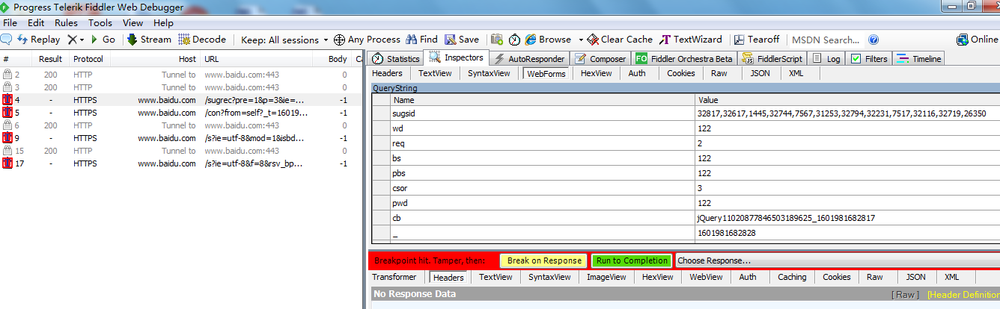 Progress Telerik Fiddler Web Debugger
File Edit Rules Tools View Help
Replay Go Stream Decode Keep: All sessions Any Process Find Save Browse Clear Cache TextWizard Tearoff MSDN Search... Online
# Result Protocol Host URL Body Ca
2 200 HTTP Tunnel to www.baidu.com:443 0
3 200 HTTP Tunnel to www.baidu.com:443 0
4 - HTTPS www.baidu.com /sugrec?pre=1&p=3&ie=... -1
5 - HTTPS www.baidu.com /con?from=self?_t=16019... -1
6 200 HTTP Tunnel to www.baidu.com:443 0
9 - HTTPS www.baidu.com /s?ie=utf-8&mod=1&isbd... -1
15 200 HTTP Tunnel to www.baidu.com:443 0
17 - HTTPS www.baidu.com /s?ie=utf-8&f=8&rsv_bp... -1
Statistics Inspectors AutoResponder Composer FO Fiddler Orchestra Beta FiddlerScript Log Filters Timeline
Headers TextView SyntaxView WebForms HexView Auth Cookies Raw JSON XML
QueryString
Name Value
sugsid 32817,32617,1445,32744,7567,31253,32794,32231,7517,32116,32719,26350
wd 122
req 2
bs 122
pbs 122
csor 3
pwd 122
cb jQuery11020877846503189625_1601981682817
_ 1601981682828
Breakpoint hit. Tamper, then: Break on Response Run to Completion Choose Response...
Transformer Headers TextView SyntaxView ImageView HexView WebView Auth Caching Cookies Raw JSON XML
No Response Data [ Raw ] [Header Definition